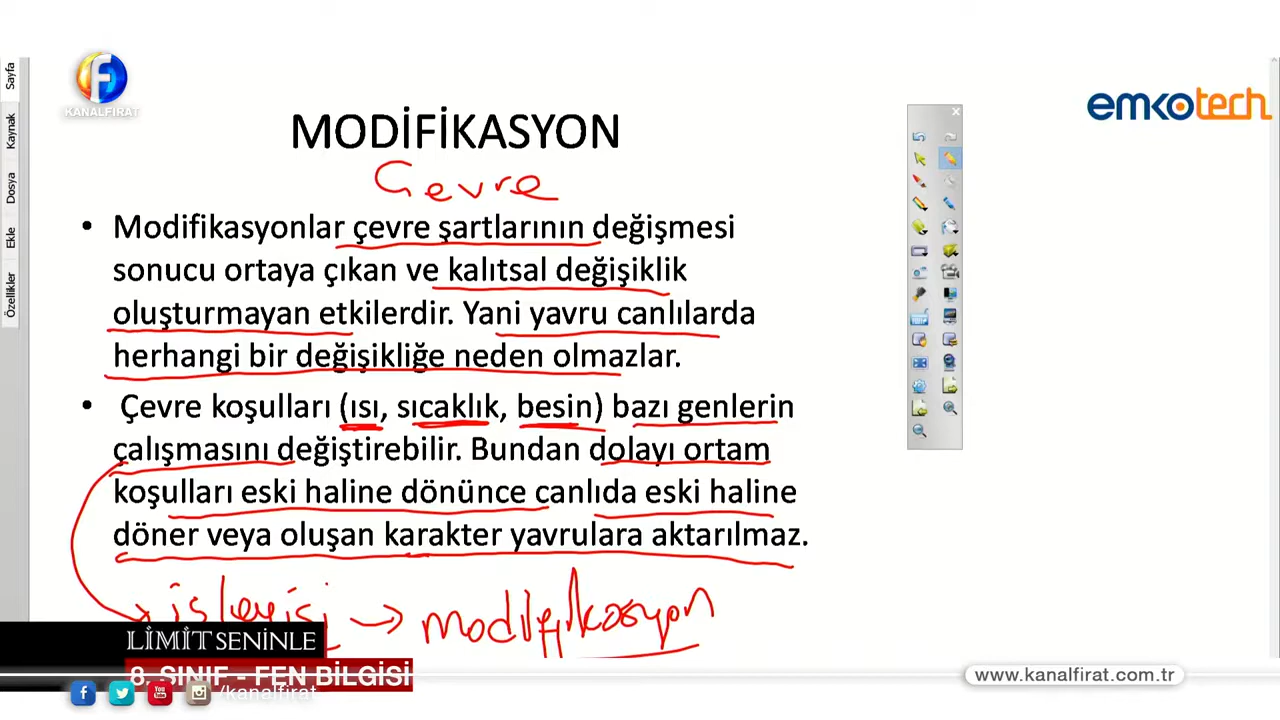 Sayfa
Kaynak
Dosya
Ekle
Özellikler
KANALFIRAT
emkotech
MODİFİKASYON
Çevre
• Modifikasyonlar çevre şartlarının değişmesi
sonucu ortaya çıkan ve kalıtsal değişiklik
oluşturmayan etkilerdir. Yani yavru canlılarda
herhangi bir değişikliğe neden olmazlar.
• Çevre koşulları (ısı, sıcaklık, besin) bazı genlerin
çalışmasını değiştirebilir. Bundan dolayı ortam
koşulları eski haline dönünce canlıda eski haline
döner veya oluşan karakter yavrulara aktarılmaz.
işleyişi → modifikasyon
LİMİT SENİNLE
8. SINIF - FEN BİLGİSİ
/kanalfirat
www.kanalfirat.com.tr